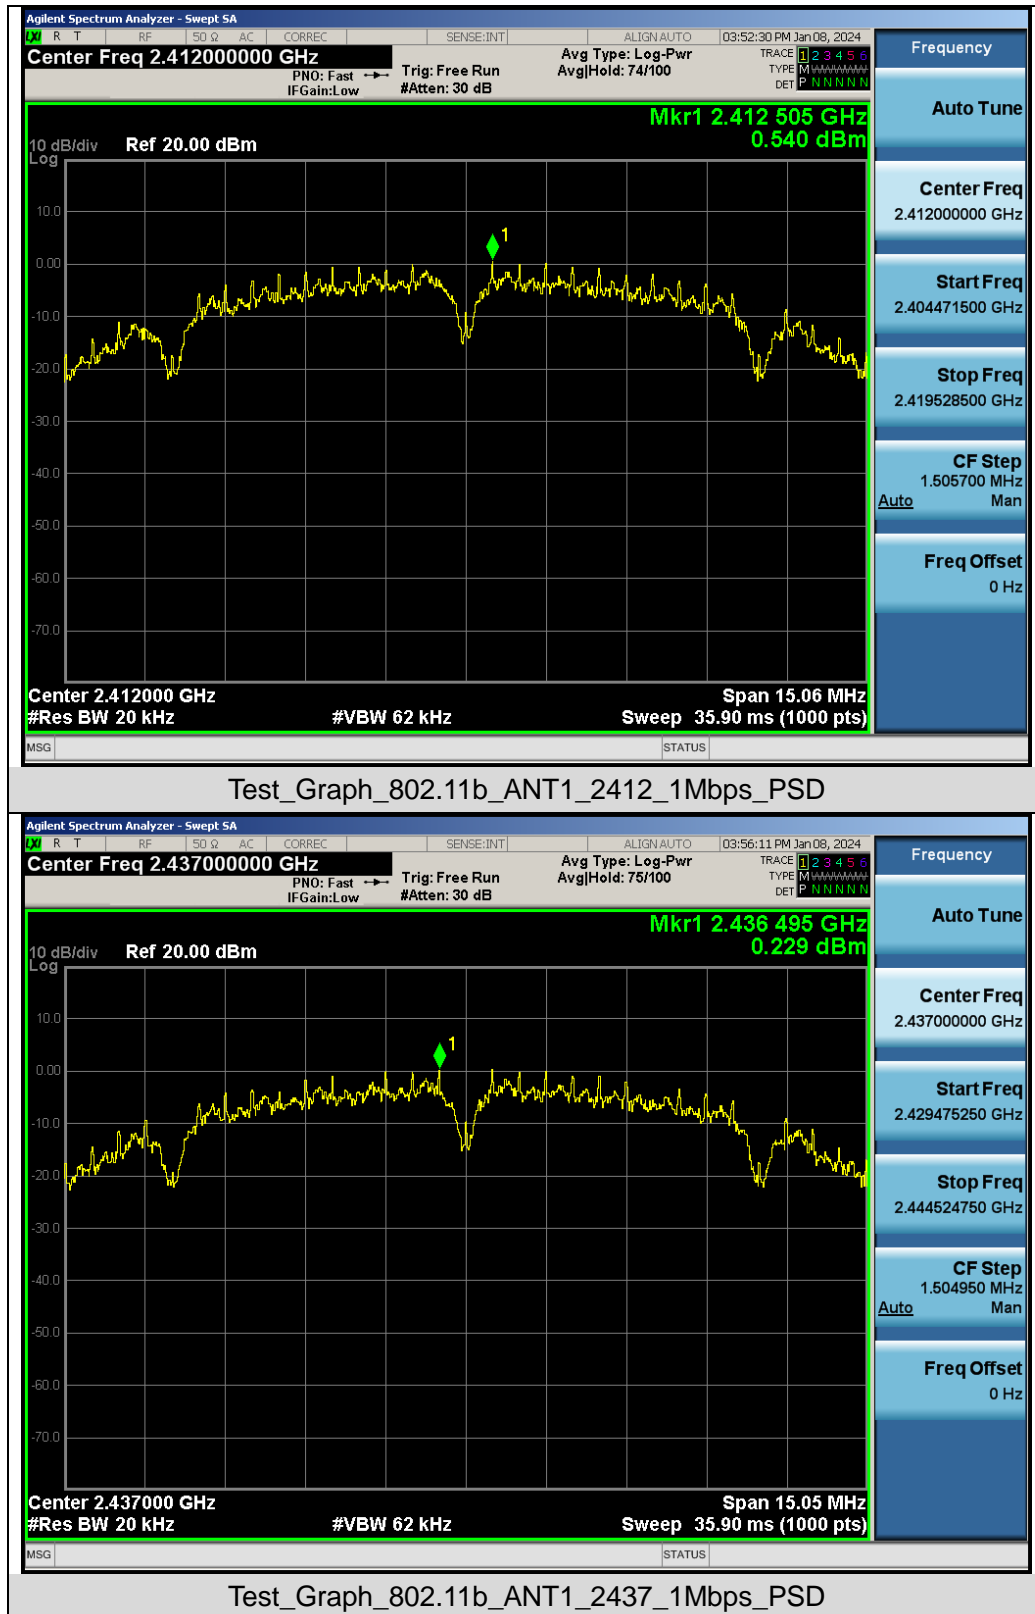 Agilent Spectrum Analyzer - Swept SA
LXI R T RF 50 Ω AC CORREC SENSE:INT ALIGN AUTO 03:52:30 PM Jan 08, 2024
Center Freq 2.412000000 GHz
PNO: Fast
IFGain:Low
Trig: Free Run
#Atten: 30 dB
Avg Type: Log-Pwr
Avg|Hold: 74/100
TRACE 1 2 3 4 5 6
TYPE M WWWWW
DET P N N N N N
Mkr1 2.412 505 GHz
0.540 dBm
10 dB/div Ref 20.00 dBm
Log
10.0
0.00
-10.0
-20.0
-30.0
-40.0
-50.0
-60.0
-70.0
1
Center 2.412000 GHz Span 15.06 MHz
#Res BW 20 kHz #VBW 62 kHz Sweep 35.90 ms (1000 pts)
MSG STATUS
Frequency
Auto Tune
Center Freq
2.412000000 GHz
Start Freq
2.404471500 GHz
Stop Freq
2.419528500 GHz
CF Step
1.505700 MHz
Auto Man
Freq Offset
0 Hz
Test_Graph_802.11b_ANT1_2412_1Mbps_PSD
Agilent Spectrum Analyzer - Swept SA
LXI R T RF 50 Ω AC CORREC SENSE:INT ALIGN AUTO 03:56:11 PM Jan 08, 2024
Center Freq 2.437000000 GHz
PNO: Fast
IFGain:Low
Trig: Free Run
#Atten: 30 dB
Avg Type: Log-Pwr
Avg|Hold: 75/100
TRACE 1 2 3 4 5 6
TYPE M WWWWW
DET P N N N N N
Mkr1 2.436 495 GHz
0.229 dBm
10 dB/div Ref 20.00 dBm
Log
10.0
0.00
-10.0
-20.0
-30.0
-40.0
-50.0
-60.0
-70.0
1
Center 2.437000 GHz Span 15.05 MHz
#Res BW 20 kHz #VBW 62 kHz Sweep 35.90 ms (1000 pts)
MSG STATUS
Frequency
Auto Tune
Center Freq
2.437000000 GHz
Start Freq
2.429475250 GHz
Stop Freq
2.444524750 GHz
CF Step
1.504950 MHz
Auto Man
Freq Offset
0 Hz
Test_Graph_802.11b_ANT1_2437_1Mbps_PSD